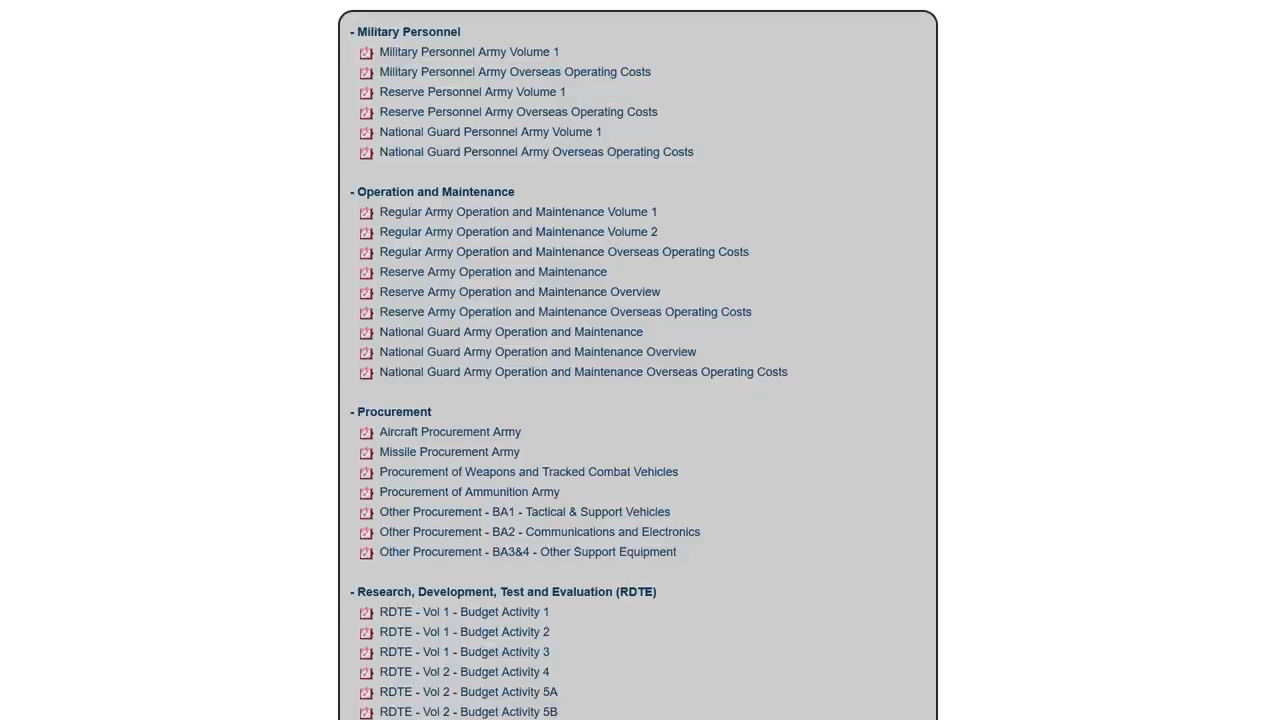 - Military Personnel
Military Personnel Army Volume 1
Military Personnel Army Overseas Operating Costs
Reserve Personnel Army Volume 1
Reserve Personnel Army Overseas Operating Costs
National Guard Personnel Army Volume 1
National Guard Personnel Army Overseas Operating Costs
- Operation and Maintenance
Regular Army Operation and Maintenance Volume 1
Regular Army Operation and Maintenance Volume 2
Regular Army Operation and Maintenance Overseas Operating Costs
Reserve Army Operation and Maintenance
Reserve Army Operation and Maintenance Overview
Reserve Army Operation and Maintenance Overseas Operating Costs
National Guard Army Operation and Maintenance
National Guard Army Operation and Maintenance Overview
National Guard Army Operation and Maintenance Overseas Operating Costs
- Procurement
Aircraft Procurement Army
Missile Procurement Army
Procurement of Weapons and Tracked Combat Vehicles
Procurement of Ammunition Army
Other Procurement - BA1 - Tactical & Support Vehicles
Other Procurement - BA2 - Communications and Electronics
Other Procurement - BA3&4 - Other Support Equipment
- Research, Development, Test and Evaluation (RDTE)
RDTE - Vol 1 - Budget Activity 1
RDTE - Vol 1 - Budget Activity 2
RDTE - Vol 1 - Budget Activity 3
RDTE - Vol 2 - Budget Activity 4
RDTE - Vol 2 - Budget Activity 5A
RDTE - Vol 2 - Budget Activity 5B